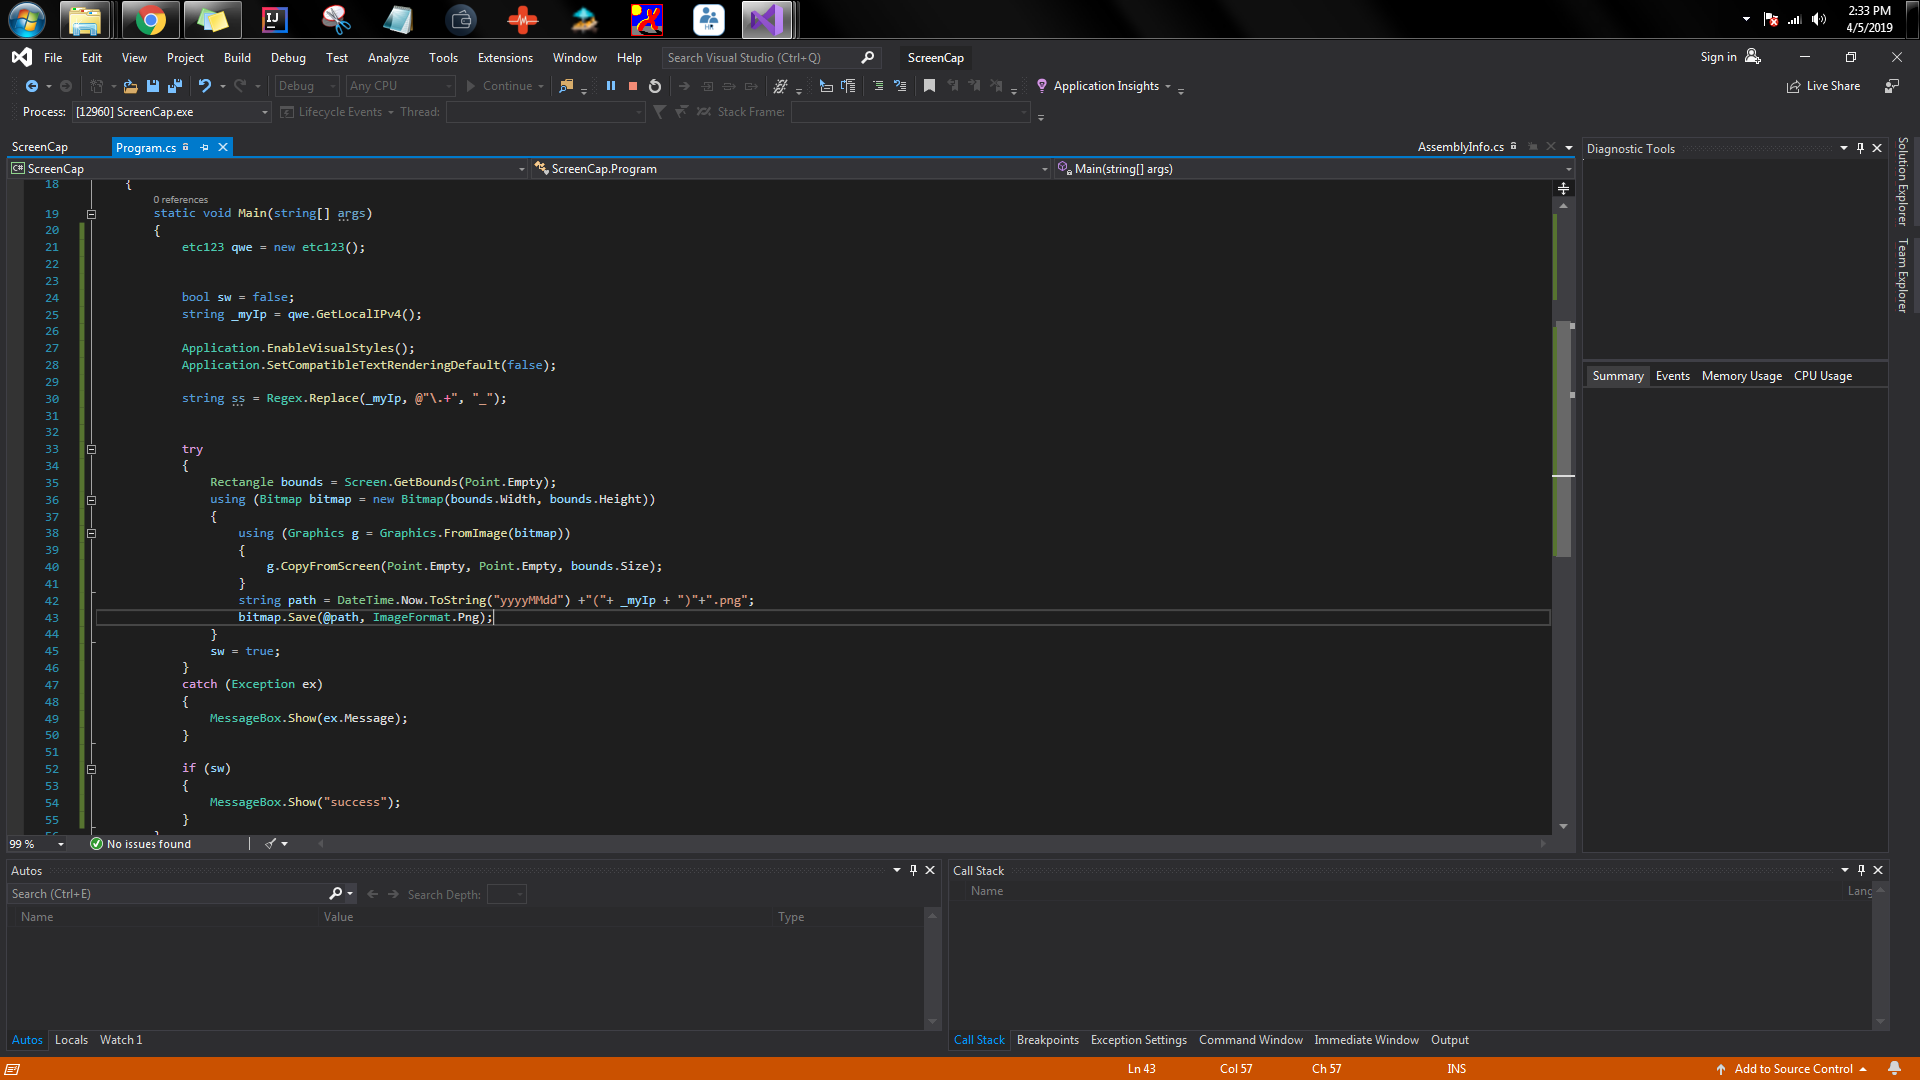 2:33 PM
4/5/2019
File Edit View Project Build Debug Test Analyze Tools Extensions Window Help Search Visual Studio (Ctrl+Q) ScreenCap Sign in
Debug Any CPU Continue Application Insights Live Share
Process: [12960] ScreenCap.exe Lifecycle Events Thread: Stack Frame:
ScreenCap Program.cs AssemblyInfo.cs Diagnostic Tools
C# ScreenCap ScreenCap.Program Main(string[] args)
18 {
0 references
19 static void Main(string[] args)
20 {
21 etc123 qwe = new etc123();
22
23
24 bool sw = false;
25 string _myIp = qwe.GetLocalIPv4();
26
27 Application.EnableVisualStyles();
28 Application.SetCompatibleTextRenderingDefault(false);
29
30 string ss = Regex.Replace(_myIp, @"\.+", "_");
31
32
33 try
34 {
35 Rectangle bounds = Screen.GetBounds(Point.Empty);
36 using (Bitmap bitmap = new Bitmap(bounds.Width, bounds.Height))
37 {
38 using (Graphics g = Graphics.FromImage(bitmap))
39 {
40 g.CopyFromScreen(Point.Empty, Point.Empty, bounds.Size);
41 }
42 string path = DateTime.Now.ToString("yyyyMMdd") +"("+ _myIp + ")"+".png";
43 bitmap.Save(@path, ImageFormat.Png);
44 }
45 sw = true;
46 }
47 catch (Exception ex)
48 {
49 MessageBox.Show(ex.Message);
50 }
51
52 if (sw)
53 {
54 MessageBox.Show("success");
55 }
Summary Events Memory Usage CPU Usage
Solution Explorer
Team Explorer
99 % No issues found
Autos
Search (Ctrl+E) Search Depth:
Name Value Type
Autos Locals Watch 1
Call Stack
Name Lang
Call Stack Breakpoints Exception Settings Command Window Immediate Window Output
Ln 43 Col 57 Ch 57 INS Add to Source Control